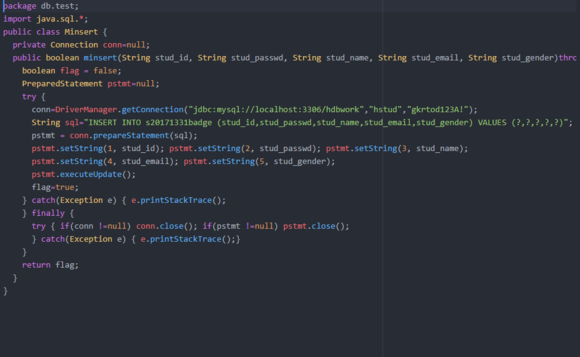 package db.test;
import java.sql.*;
public class Minsert {
  private Connection conn=null;
  public boolean minsert(String stud_id, String stud_passwd, String stud_name, String stud_email, String stud_gender)thro
    boolean flag = false;
    PreparedStatement pstmt=null;
    try {
      conn=DriverManager.getConnection("jdbc:mysql://localhost:3306/hdbwork","hstud","gkrtod123A!");
      String sql="INSERT INTO s20171331badge (stud_id,stud_passwd,stud_name,stud_email,stud_gender) VALUES (?,?,?,?,?)";
      pstmt = conn.prepareStatement(sql);
      pstmt.setString(1, stud_id); pstmt.setString(2, stud_passwd); pstmt.setString(3, stud_name);
      pstmt.setString(4, stud_email); pstmt.setString(5, stud_gender);
      pstmt.executeUpdate();
      flag=true;
    } catch(Exception e) { e.printStackTrace();
    } finally {
      try { if(conn !=null) conn.close(); if(pstmt !=null) pstmt.close();
      } catch(Exception e) { e.printStackTrace();}
    }
    return flag;
  }
}